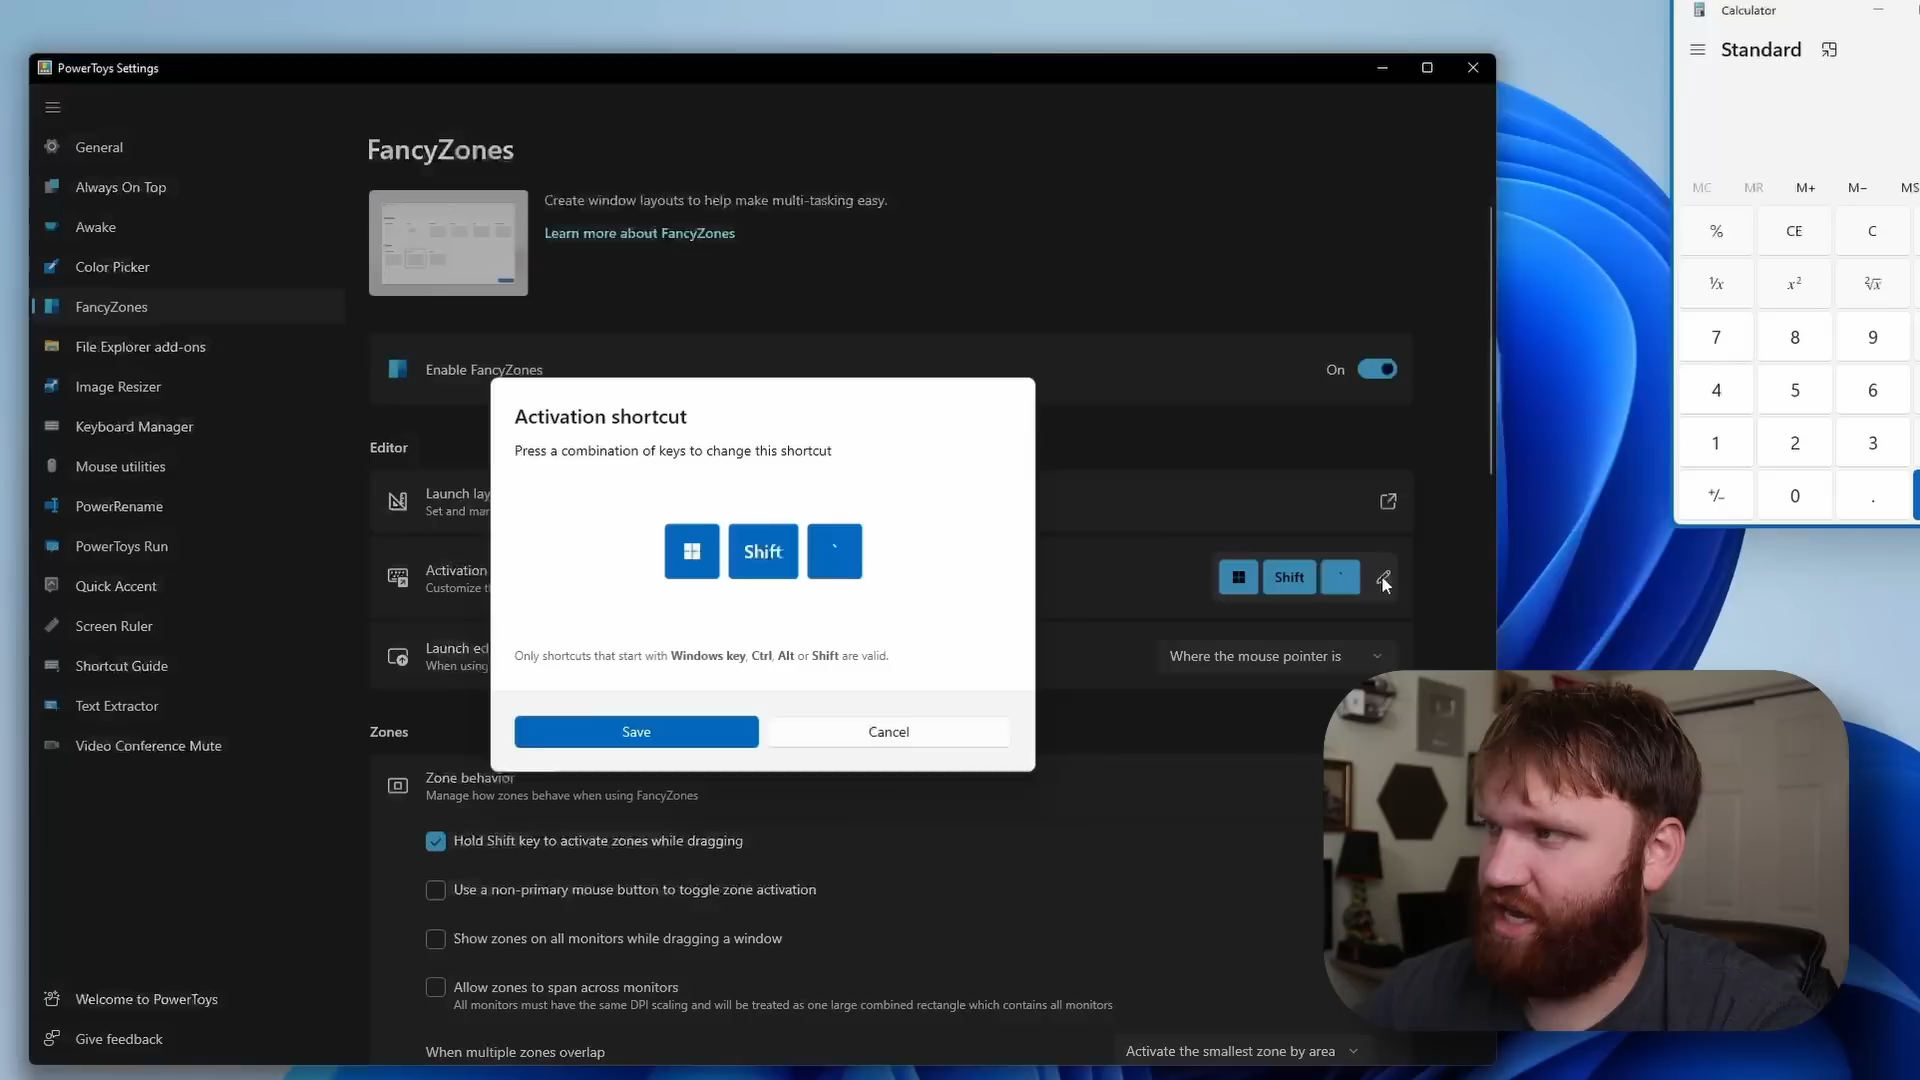 PowerToys Settings
General
Always On Top
Awake
Color Picker
FancyZones
File Explorer add-ons
Image Resizer
Keyboard Manager
Mouse utilities
PowerRename
PowerToys Run
Quick Accent
Screen Ruler
Shortcut Guide
Text Extractor
Video Conference Mute
Welcome to PowerToys
Give feedback
FancyZones
Create window layouts to help make multi-tasking easy.
Learn more about FancyZones
Enable FancyZones
On
Editor
Launch lay
Set and mar
Activation
Customize t
Shift
`
Launch ed
When using
Where the mouse pointer is
Zones
Zone behavior
Manage how zones behave when using FancyZones
Hold Shift key to activate zones while dragging
Use a non-primary mouse button to toggle zone activation
Show zones on all monitors while dragging a window
Allow zones to span across monitors
All monitors must have the same DPI scaling and will be treated as one large combined rectangle which contains all monitors
When multiple zones overlap
Activate the smallest zone by area
Activation shortcut
Press a combination of keys to change this shortcut
Shift
`
Only shortcuts that start with Windows key, Ctrl, Alt or Shift are valid.
Save
Cancel
Calculator
Standard
MC MR M+ M- MS
% CE C
1/x x² ²√x
7 8 9
4 5 6
1 2 3
+/- 0 .